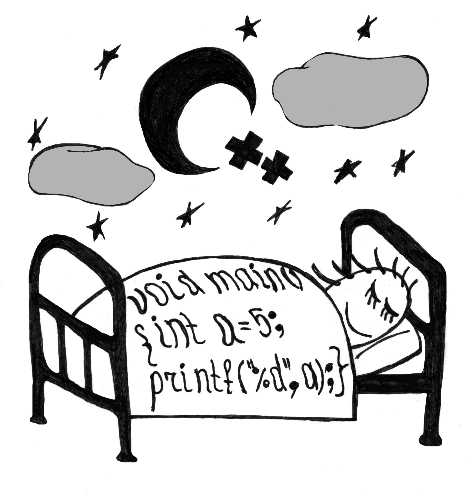 C++
void main()
{int a=5;
printf("%d",a);}